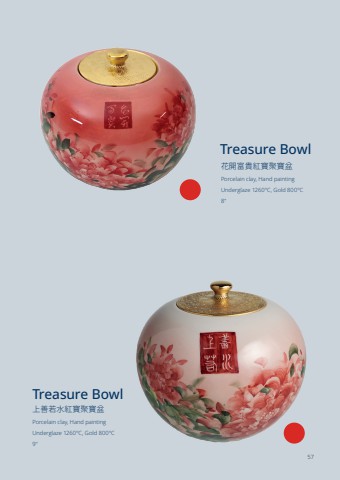 Treasure Bowl
花開富貴紅寶聚寶盆
Porcelain clay, Hand painting
Underglaze 1260°C, Gold 800°C
8"
上善
若水
Treasure Bowl
上善若水紅寶聚寶盆
Porcelain clay, Hand painting
Underglaze 1260°C, Gold 800°C
9"
57